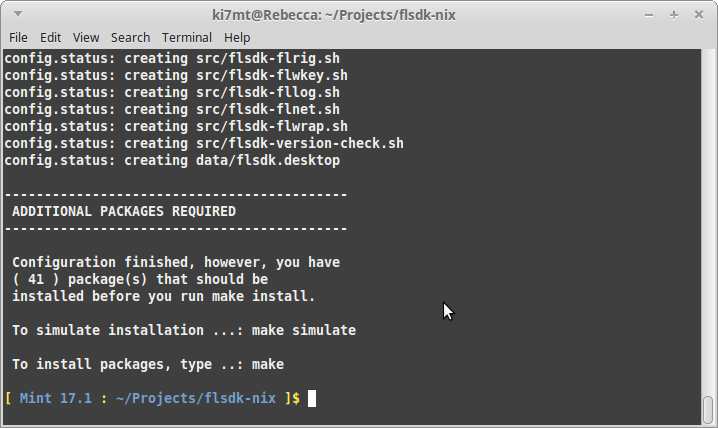 ki7mt@Rebecca: ~/Projects/flsdk-nix
File Edit View Search Terminal Help
config.status: creating src/flsdk-flrig.sh
config.status: creating src/flsdk-flwkey.sh
config.status: creating src/flsdk-fllog.sh
config.status: creating src/flsdk-flnet.sh
config.status: creating src/flsdk-flwrap.sh
config.status: creating src/flsdk-version-check.sh
config.status: creating data/flsdk.desktop
-------------------------------------------
ADDITIONAL PACKAGES REQUIRED
-------------------------------------------
Configuration finished, however, you have
( 41 ) package(s) that should be
installed before you run make install.
To simulate installation ...: make simulate
To install packages, type ..: make
[ Mint 17.1 : ~/Projects/flsdk-nix ]$